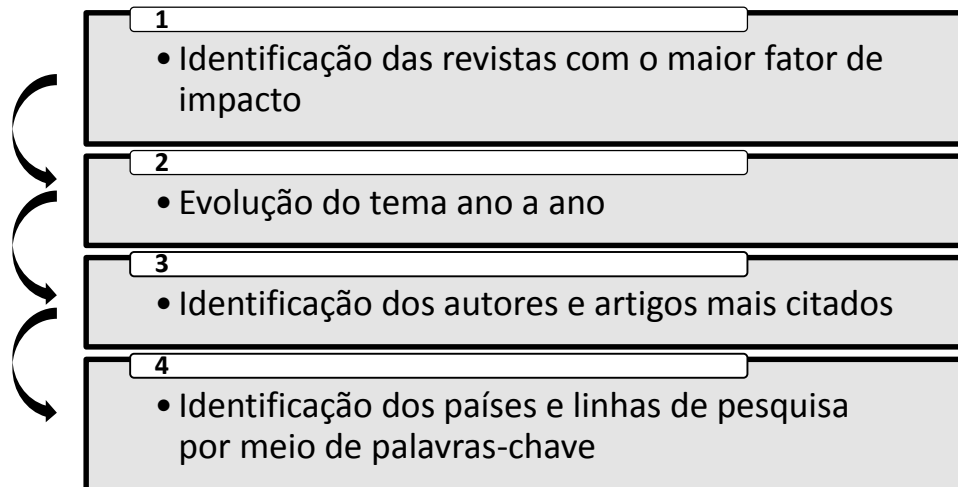 1
• Identificação das revistas com o maior fator de
impacto
2
• Evolução do tema ano a ano
3
• Identificação dos autores e artigos mais citados
4
• Identificação dos países e linhas de pesquisa
por meio de palavras-chave